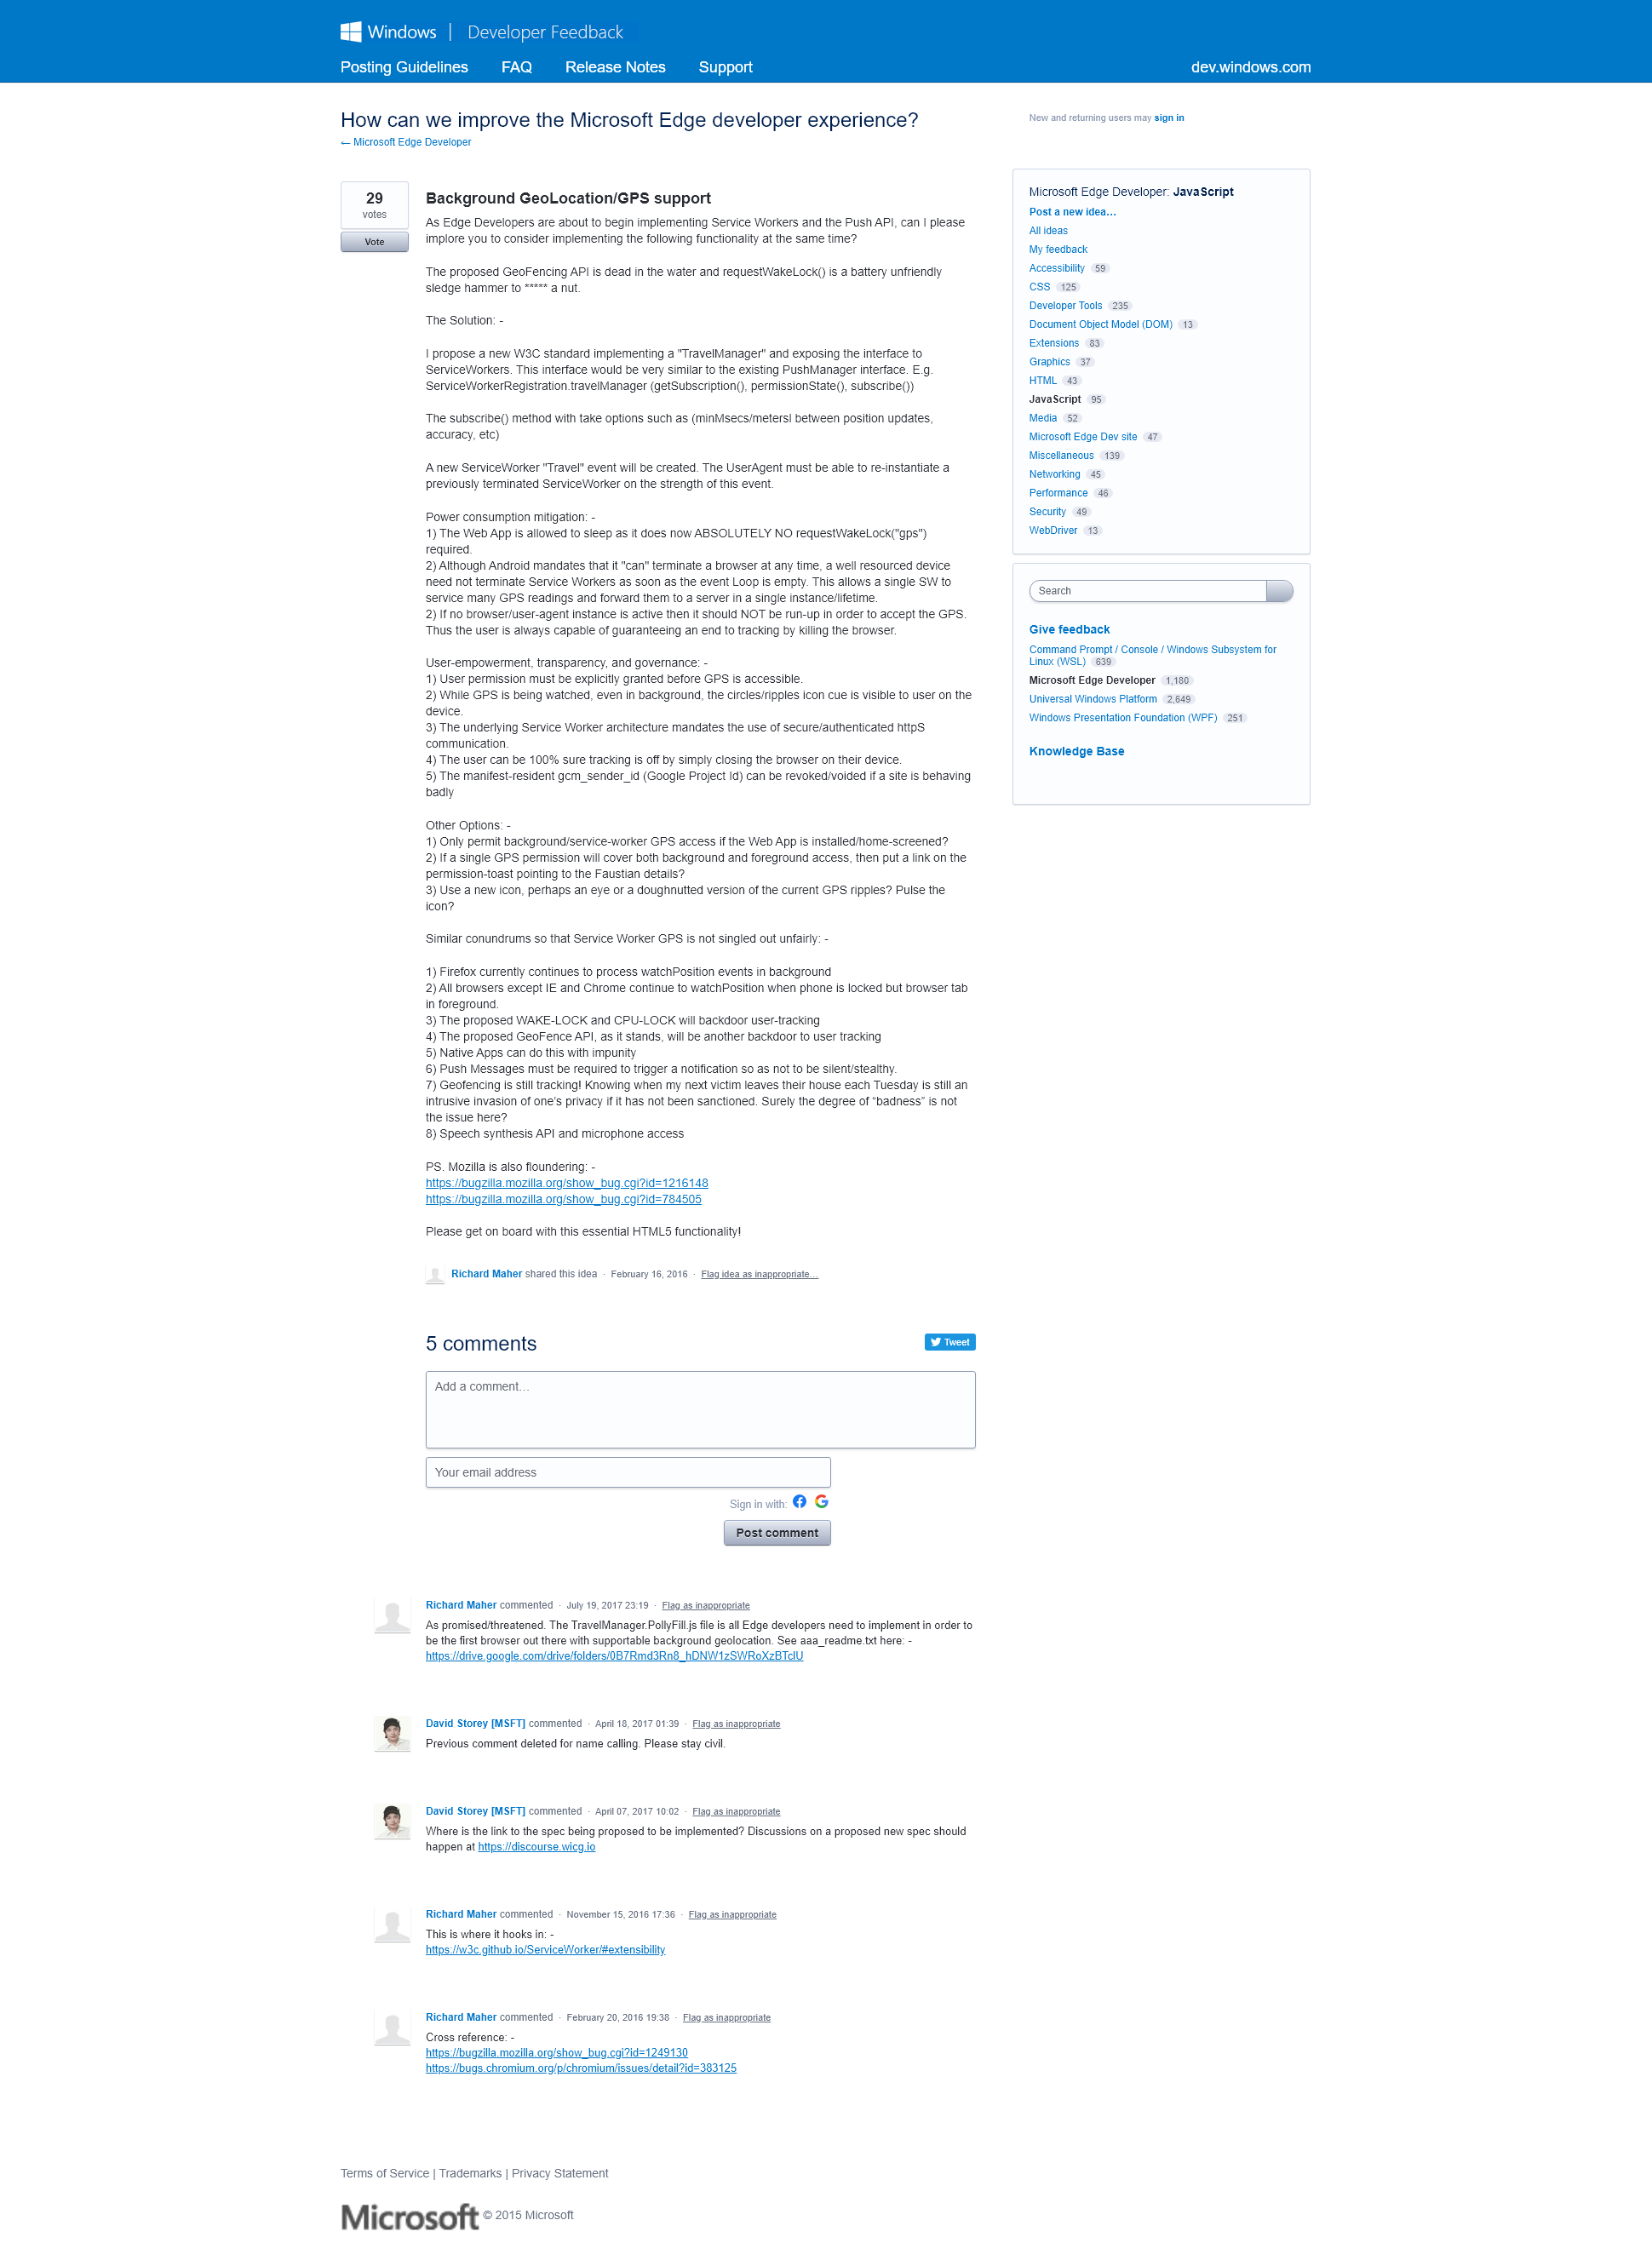 Windows | Developer Feedback
Posting Guidelines FAQ Release Notes Support dev.windows.com
How can we improve the Microsoft Edge developer experience?
← Microsoft Edge Developer
New and returning users may sign in
29
votes
Vote
Background GeoLocation/GPS support
As Edge Developers are about to begin implementing Service Workers and the Push API, can I please
implore you to consider implementing the following functionality at the same time?
The proposed GeoFencing API is dead in the water and requestWakeLock() is a battery unfriendly
sledge hammer to ***** a nut.
The Solution: -
I propose a new W3C standard implementing a "TravelManager" and exposing the interface to
ServiceWorkers. This interface would be very similar to the existing PushManager interface. E.g.
ServiceWorkerRegistration.travelManager (getSubscription(), permissionState(), subscribe())
The subscribe() method with take options such as (minMsecs/metersl between position updates,
accuracy, etc)
A new ServiceWorker "Travel" event will be created. The UserAgent must be able to re-instantiate a
previously terminated ServiceWorker on the strength of this event.
Power consumption mitigation: -
1) The Web App is allowed to sleep as it does now ABSOLUTELY NO requestWakeLock("gps")
required.
2) Although Android mandates that it "can" terminate a browser at any time, a well resourced device
need not terminate Service Workers as soon as the event Loop is empty. This allows a single SW to
service many GPS readings and forward them to a server in a single instance/lifetime.
2) If no browser/user-agent instance is active then it should NOT be run-up in order to accept the GPS.
Thus the user is always capable of guaranteeing an end to tracking by killing the browser.
User-empowerment, transparency, and governance: -
1) User permission must be explicitly granted before GPS is accessible.
2) While GPS is being watched, even in background, the circles/ripples icon cue is visible to user on the
device.
3) The underlying Service Worker architecture mandates the use of secure/authenticated httpS
communication.
4) The user can be 100% sure tracking is off by simply closing the browser on their device.
5) The manifest-resident gcm_sender_id (Google Project Id) can be revoked/voided if a site is behaving
badly
Other Options: -
1) Only permit background/service-worker GPS access if the Web App is installed/home-screened?
2) If a single GPS permission will cover both background and foreground access, then put a link on the
permission-toast pointing to the Faustian details?
3) Use a new icon, perhaps an eye or a doughnutted version of the current GPS ripples? Pulse the
icon?
Similar conundrums so that Service Worker GPS is not singled out unfairly: -
1) Firefox currently continues to process watchPosition events in background
2) All browsers except IE and Chrome continue to watchPosition when phone is locked but browser tab
in foreground.
3) The proposed WAKE-LOCK and CPU-LOCK will backdoor user-tracking
4) The proposed GeoFence API, as it stands, will be another backdoor to user tracking
5) Native Apps can do this with impunity
6) Push Messages must be required to trigger a notification so as not to be silent/stealthy.
7) Geofencing is still tracking! Knowing when my next victim leaves their house each Tuesday is still an
intrusive invasion of one's privacy if it has not been sanctioned. Surely the degree of “badness” is not
the issue here?
8) Speech synthesis API and microphone access
PS. Mozilla is also floundering: -
https://bugzilla.mozilla.org/show_bug.cgi?id=1216148
https://bugzilla.mozilla.org/show_bug.cgi?id=784505
Please get on board with this essential HTML5 functionality!
Richard Maher shared this idea · February 16, 2016 · Flag idea as inappropriate…
5 comments
Tweet
Add a comment…
Your email address
Sign in with:
Post comment
Richard Maher commented · July 19, 2017 23:19 · Flag as inappropriate
As promised/threatened. The TravelManager.PollyFill.js file is all Edge developers need to implement in order to
be the first browser out there with supportable background geolocation. See aaa_readme.txt here: -
https://drive.google.com/drive/folders/0B7Rmd3Rn8_hDNW1zSWRoXzBTclU
David Storey [MSFT] commented · April 18, 2017 01:39 · Flag as inappropriate
Previous comment deleted for name calling. Please stay civil.
David Storey [MSFT] commented · April 07, 2017 10:02 · Flag as inappropriate
Where is the link to the spec being proposed to be implemented? Discussions on a proposed new spec should
happen at https://discourse.wicg.io
Richard Maher commented · November 15, 2016 17:36 · Flag as inappropriate
This is where it hooks in: -
https://w3c.github.io/ServiceWorker/#extensibility
Richard Maher commented · February 20, 2016 19:38 · Flag as inappropriate
Cross reference: -
https://bugzilla.mozilla.org/show_bug.cgi?id=1249130
https://bugs.chromium.org/p/chromium/issues/detail?id=383125
Microsoft Edge Developer: JavaScript
Post a new idea…
All ideas
My feedback
Accessibility 59
CSS 125
Developer Tools 235
Document Object Model (DOM) 13
Extensions 83
Graphics 37
HTML 43
JavaScript 95
Media 52
Microsoft Edge Dev site 47
Miscellaneous 139
Networking 45
Performance 46
Security 49
WebDriver 13
Search
Give feedback
Command Prompt / Console / Windows Subsystem for
Linux (WSL) 639
Microsoft Edge Developer 1,180
Universal Windows Platform 2,649
Windows Presentation Foundation (WPF) 251
Knowledge Base
Terms of Service | Trademarks | Privacy Statement
Microsoft © 2015 Microsoft